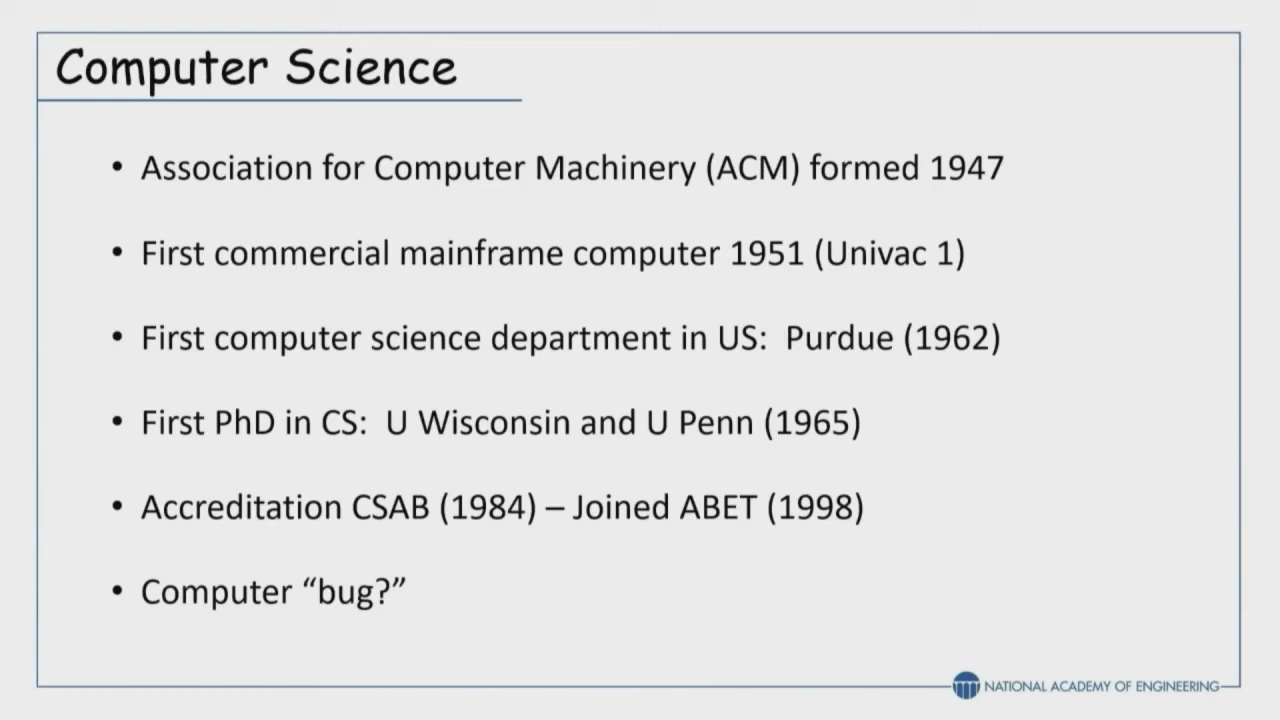 Computer Science
• Association for Computer Machinery (ACM) formed 1947
• First commercial mainframe computer 1951 (Univac 1)
• First computer science department in US:  Purdue (1962)
• First PhD in CS:  U Wisconsin and U Penn (1965)
• Accreditation CSAB (1984) – Joined ABET (1998)
• Computer “bug?”
NATIONAL ACADEMY OF ENGINEERING